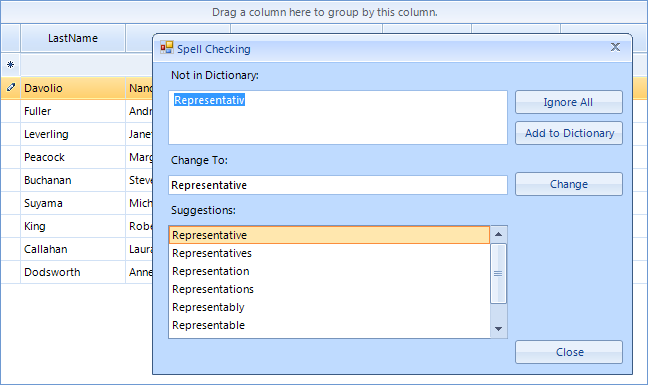 Drag a column here to group by this column.
LastName
Spell Checking
Not in Dictionary:
Representativ
Ignore All
Add to Dictionary
Change To:
Representative
Change
Suggestions:
Representative
Representatives
Representation
Representations
Representably
Representable
Close
Davolio Nanc
Fuller Andr
Leverling Janet
Peacock Marg
Buchanan Steve
Suyama Mich
King Robe
Callahan Laura
Dodsworth Anne